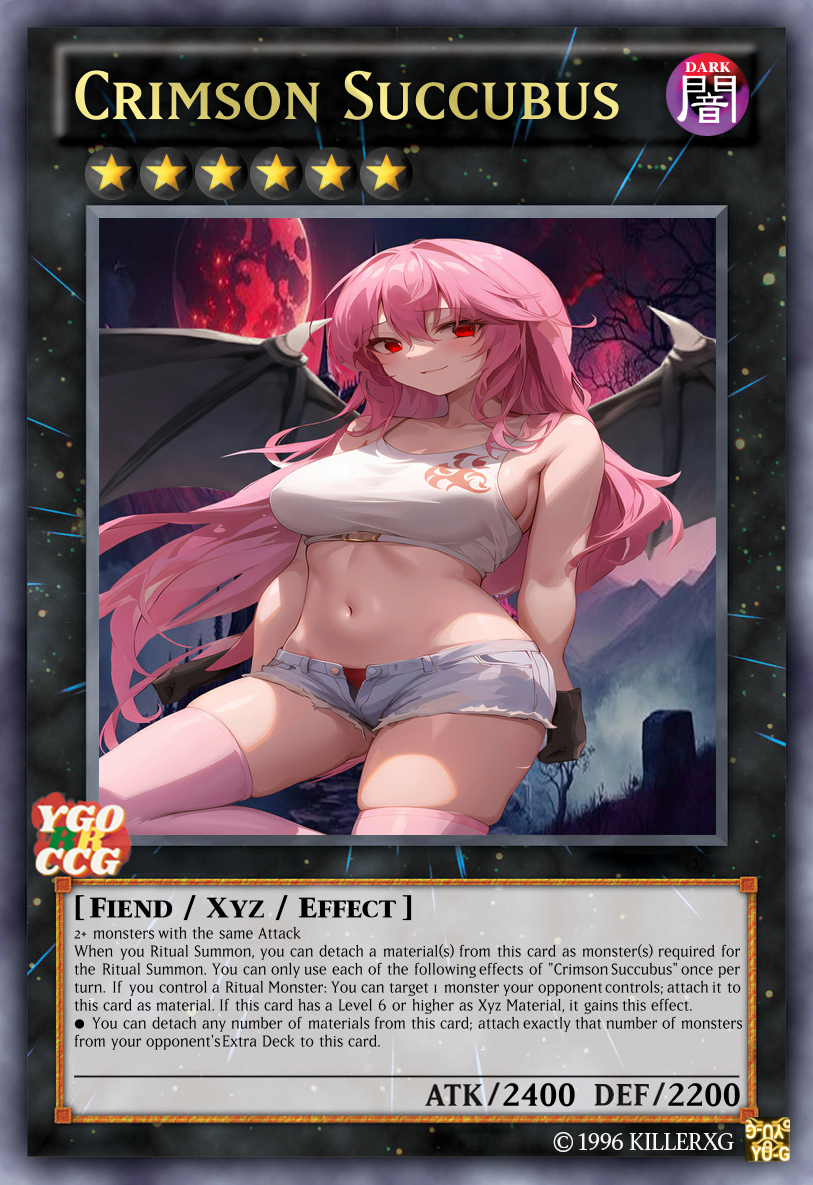 CRIMSON SUCCUBUS
DARK
闇
YGO
BR
CCG
[ FIEND / XYZ / EFFECT ]
2+ monsters with the same Attack
When you Ritual Summon, you can detach a material(s) from this card as monster(s) required for
the Ritual Summon. You can only use each of the following effects of "Crimson Succubus" once per
turn. If you control a Ritual Monster: You can target 1 monster your opponent controls; attach it to
this card as material. If this card has a Level 6 or higher as Xyz Material, it gains this effect.
● You can detach any number of materials from this card; attach exactly that number of monsters
from your opponent's Extra Deck to this card.
ATK/2400 DEF/2200
© 1996 KILLERXG